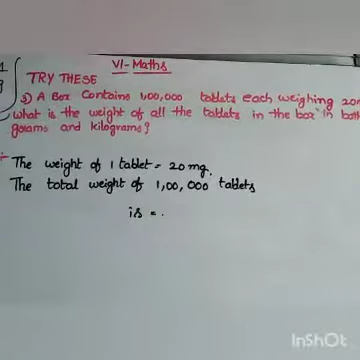 VI - Maths
TRY THESE
3) A Box Contains 1,00,000 tablets each weighing 20m
what is the weight of all the tablets in the box in both
grams and kilograms?
The weight of 1 tablet = 20 mg.
The total weight of 1,00,000 tablets
is =
InShOt